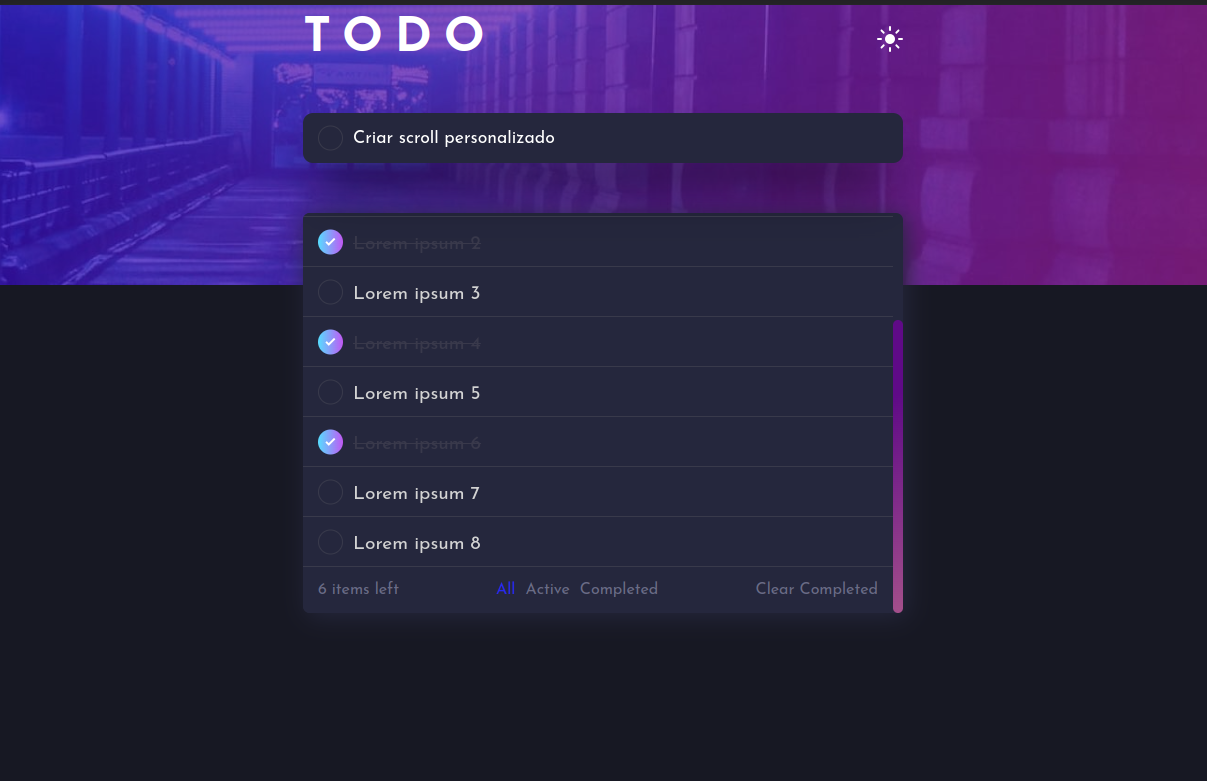 TODO
Criar scroll personalizado
Lorem ipsum 2
Lorem ipsum 3
Lorem ipsum 4
Lorem ipsum 5
Lorem ipsum 6
Lorem ipsum 7
Lorem ipsum 8
6 items left All Active Completed Clear Completed